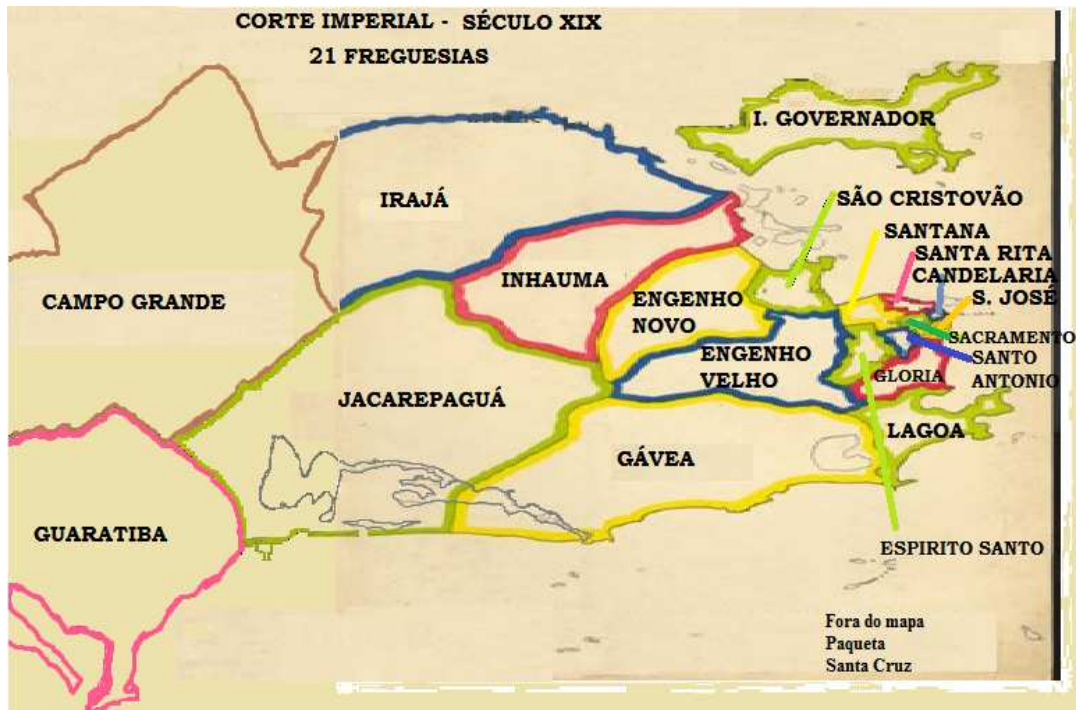 CORTE IMPERIAL - SÉCULO XIX
21 FREGUESIAS
I. GOVERNADOR
IRAJÁ
SÃO CRISTOVÃO
SANTANA
SANTA RITA
CANDELARIA
S. JOSÉ
INHAUMA
CAMPO GRANDE
ENGENHO
NOVO
SACRAMENTO
ENGENHO
VELHO
SANTO
ANTONIO
GLORIA
JACAREPAGUÁ
LAGOA
GÁVEA
GUARATIBA
ESPIRITO SANTO
Fora do mapa
Paqueta
Santa Cruz